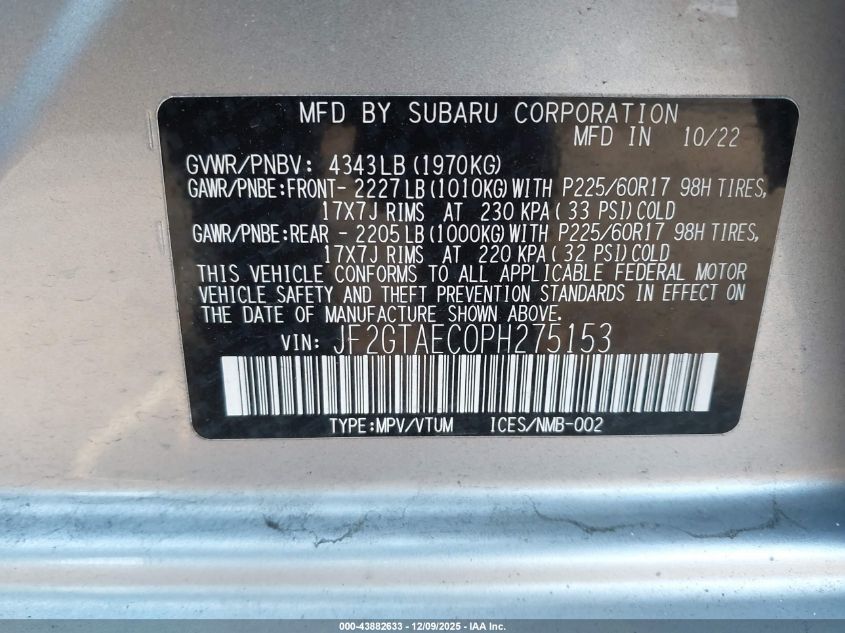 MFD BY SUBARU CORPORATION
MFD IN 10/22
GVWR/PNBV: 4343LB (1970KG)
GAWR/PNBE:FRONT- 2227 LB (1010KG) WITH P225/60R17 98H TIRES,
17X7J RIMS AT 230 KPA ( 33 PSI) COLD
GAWR/PNBE:REAR - 2205 LB (1000KG) WITH P225/60R17 98H TIRES,
17X7J RIMS AT 220 KPA ( 32 PSI) COLD
THIS VEHICLE CONFORMS TO ALL APPLICABLE FEDERAL MOTOR
VEHICLE SAFETY AND THEFT PREVENTION STANDARDS IN EFFECT ON
THE DATE OF MANUFACTURE SHOWN ABOVE.
VIN: JF2GTAEC0PH275153
TYPE:MPV/VTUM ICES/NMB-002
000-43882633 - 12/09/2025 - IAA Inc.